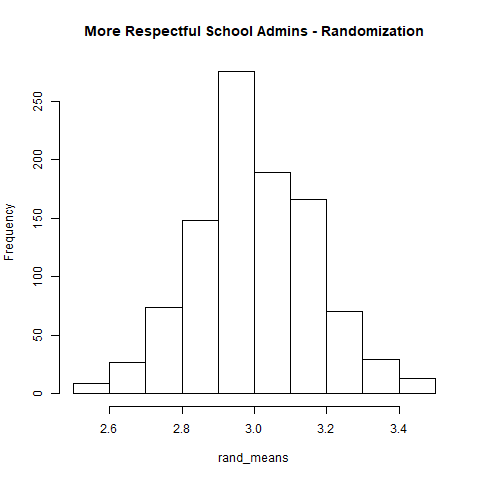 More Respectful School Admins - Randomization
Frequency
250
200
150
100
50
0
2.6 2.8 3.0 3.2 3.4
rand_means